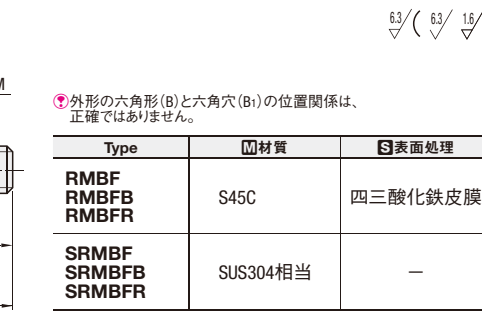 6.3 ( 6.3 1.6
M
外形の六角形(B)と六角穴(B1)の位置関係は、
正確ではありません。
Type M材質 S表面処理
RMBF
RMBFB
RMBFR
S45C 四三酸化鉄皮膜
SRMBF
SRMBFB
SRMBFR
SUS304相当 －